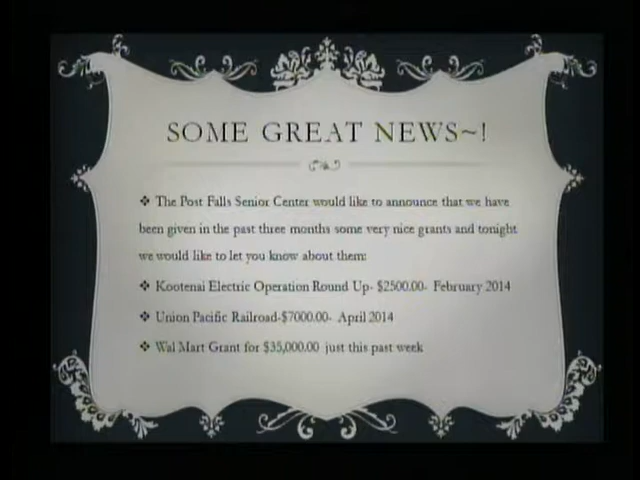 SOME GREAT NEWS~!
❖ The Post Falls Senior Center would like to announce that we have
been given in the past three months some very nice grants and tonight
we would like to let you know about them:
❖ Kootenai Electric Operation Round Up- $2500.00- February 2014
❖ Union Pacific Railroad-$7000.00- April 2014
❖ Wal Mart Grant for $35,000.00 just this past week